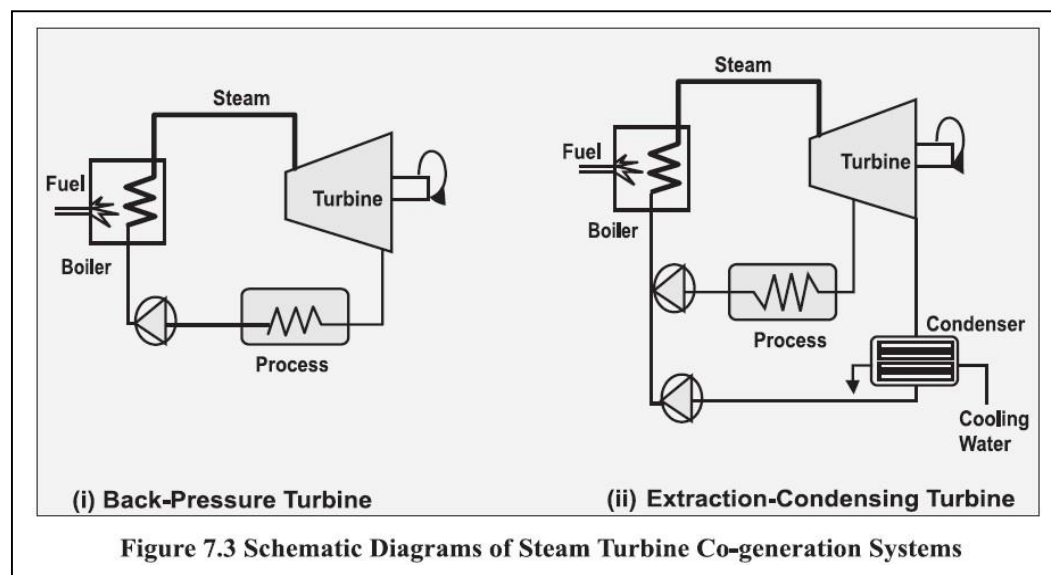 Steam
Fuel
Turbine
Boiler
Process
(i) Back-Pressure Turbine
Steam
Fuel
Turbine
Boiler
Process
Condenser
Cooling
Water
(ii) Extraction-Condensing Turbine
Figure 7.3 Schematic Diagrams of Steam Turbine Co-generation Systems